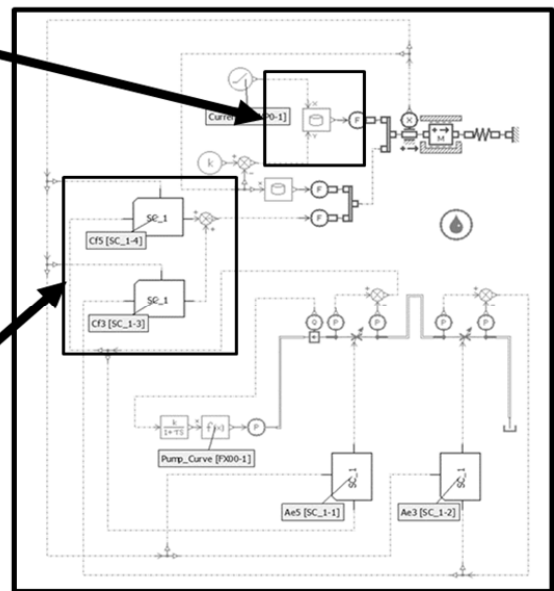 X
Curre
P0-1]
X
Y
F
M
k
X
F
F
SC_1
Cf5 [SC_1-4]
SC_1
Cf3 [SC_1-3]
Q
P
P
P
P
k
1+TS
f(x)
P
Pump_Curve [FX00-1]
SC_1
Ae5 [SC_1-1]
SC_1
Ae3 [SC_1-2]